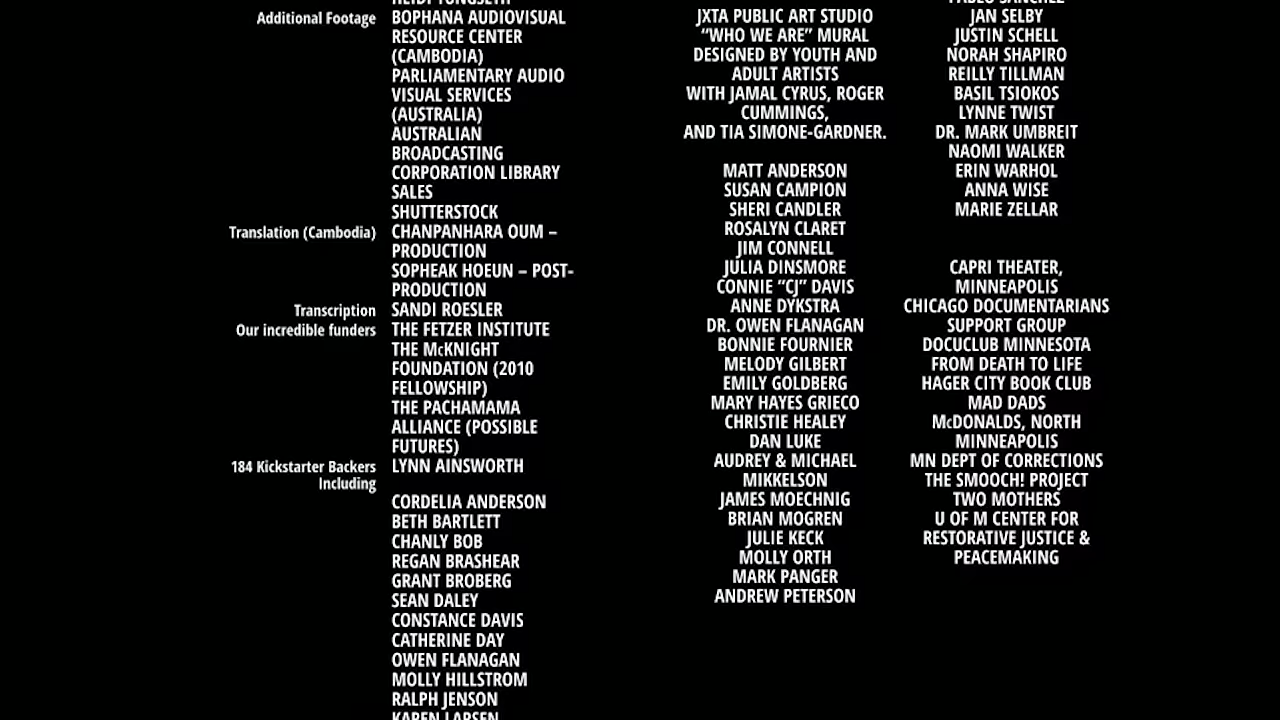 HEIDI TUNGSETH
Additional Footage BOPHANA AUDIOVISUAL
RESOURCE CENTER
(CAMBODIA)
PARLIAMENTARY AUDIO
VISUAL SERVICES
(AUSTRALIA)
AUSTRALIAN
BROADCASTING
CORPORATION LIBRARY
SALES
SHUTTERSTOCK
Translation (Cambodia) CHANPANHARA OUM –
PRODUCTION
SOPHEAK HOEUN – POST-
PRODUCTION
Transcription SANDI ROESLER
Our incredible funders THE FETZER INSTITUTE
THE McKNIGHT
FOUNDATION (2010
FELLOWSHIP)
THE PACHAMAMA
ALLIANCE (POSSIBLE
FUTURES)
184 Kickstarter Backers LYNN AINSWORTH
Including
CORDELIA ANDERSON
BETH BARTLETT
CHANLY BOB
REGAN BRASHEAR
GRANT BROBERG
SEAN DALEY
CONSTANCE DAVIS
CATHERINE DAY
OWEN FLANAGAN
MOLLY HILLSTROM
RALPH JENSON
KAREN LARSEN
JXTA PUBLIC ART STUDIO
“WHO WE ARE” MURAL
DESIGNED BY YOUTH AND
ADULT ARTISTS
WITH JAMAL CYRUS, ROGER
CUMMINGS,
AND TIA SIMONE-GARDNER.
MATT ANDERSON
SUSAN CAMPION
SHERI CANDLER
ROSALYN CLARET
JIM CONNELL
JULIA DINSMORE
CONNIE “CJ” DAVIS
ANNE DYKSTRA
DR. OWEN FLANAGAN
BONNIE FOURNIER
MELODY GILBERT
EMILY GOLDBERG
MARY HAYES GRIECO
CHRISTIE HEALEY
DAN LUKE
AUDREY & MICHAEL
MIKKELSON
JAMES MOECHNIG
BRIAN MOGREN
JULIE KECK
MOLLY ORTH
MARK PANGER
ANDREW PETERSON
PABLO SANCHEZ
JAN SELBY
JUSTIN SCHELL
NORAH SHAPIRO
REILLY TILLMAN
BASIL TSIOKOS
LYNNE TWIST
DR. MARK UMBREIT
NAOMI WALKER
ERIN WARHOL
ANNA WISE
MARIE ZELLAR
CAPRI THEATER,
MINNEAPOLIS
CHICAGO DOCUMENTARIANS
SUPPORT GROUP
DOCUCLUB MINNESOTA
FROM DEATH TO LIFE
HAGER CITY BOOK CLUB
MAD DADS
McDONALDS, NORTH
MINNEAPOLIS
MN DEPT OF CORRECTIONS
THE SMOOCH! PROJECT
TWO MOTHERS
U OF M CENTER FOR
RESTORATIVE JUSTICE &
PEACEMAKING